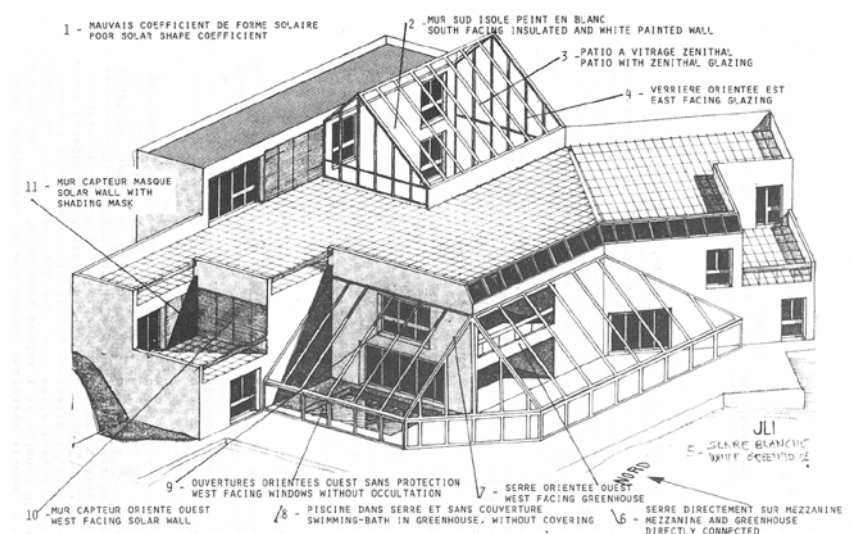 1 - MAUVAIS COEFFICIENT DE FORME SOLAIRE
POOR SOLAR SHAPE COEFFICIENT
2 - MUR SUD ISOLE PEINT EN BLANC
SOUTH FACING INSULATED AND WHITE PAINTED WALL
3 - PATIO A VITRAGE ZENITHAL
PATIO WITH ZENITHAL GLAZING
4 - VERRIERE ORIENTEE EST
EAST FACING GLAZING
11 - MUR CAPTEUR MASQUE
SOLAR WALL WITH
SHADING MASK
JLI
5 - SERRE BLANCHE
WHITE GREENHOUSE
NORD
9 - OUVERTURES ORIENTEES OUEST SANS PROTECTION
WEST FACING WINDOWS WITHOUT OCCULTATION
7 - SERRE ORIENTEE OUEST
WEST FACING GREENHOUSE
10 - MUR CAPTEUR ORIENTE OUEST
WEST FACING SOLAR WALL
8 - PISCINE DANS SERRE ET SANS COUVERTURE
SWIMMING-BATH IN GREENHOUSE, WITHOUT COVERING
6 - SERRE DIRECTEMENT SUR MEZZANINE
MEZZANINE AND GREENHOUSE
DIRECTLY CONNECTED